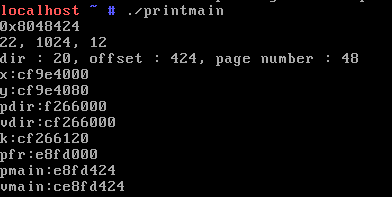 localhost ~ # ./printmain
0x8048424
22, 1024, 12
dir : 20, offset : 424, page number : 48
x:cf9e4000
y:cf9e4080
pdir:f266000
vdir:cf266000
k:cf266120
pfr:e8fd000
pmain:e8fd424
vmain:ce8fd424